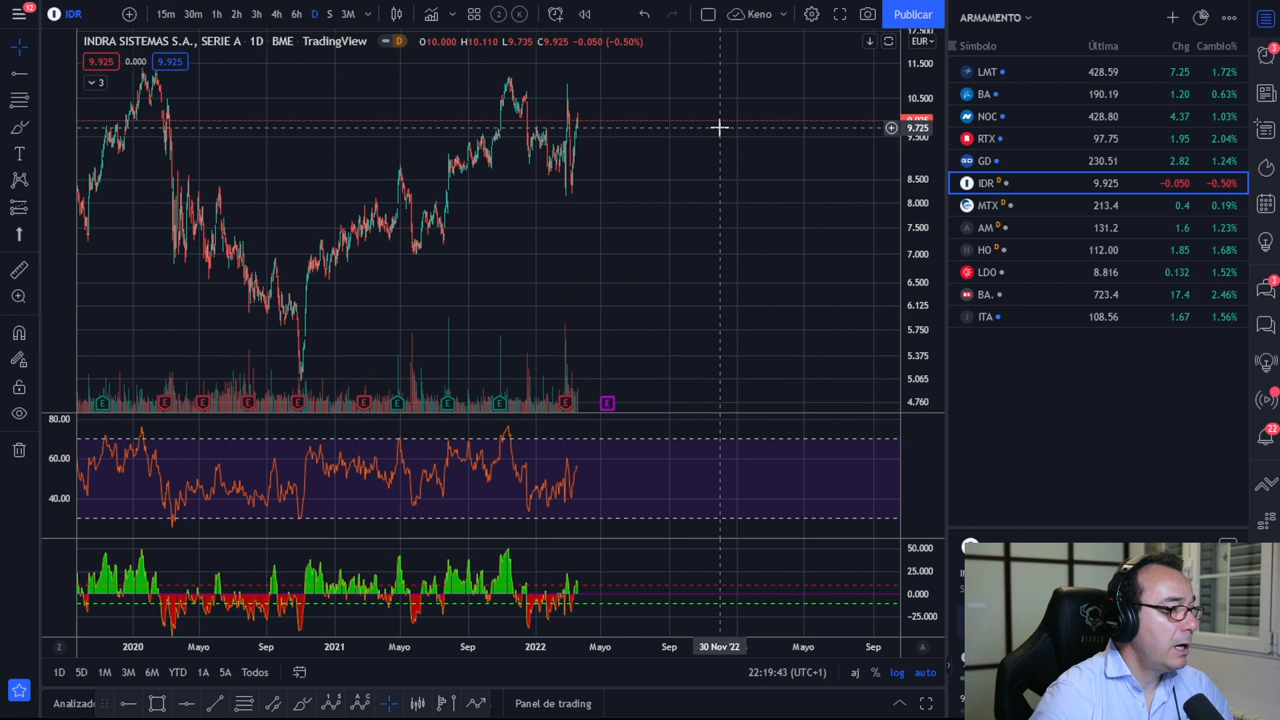 12
IDR
15m 30m 1h 2h 3h 4h 6h D S 3M
2 K
Keno
Publicar
INDRA SISTEMAS S.A., SERIE A · 1D · BME · TradingView D O10.000 H10.110 L9.735 C9.925 -0.050 (-0.50%)
EUR
9.925 0.000 9.925
3
11.500
10.500
9.725
9.500
8.500
8.000
7.500
7.000
6.500
6.125
5.750
5.375
5.065
4.760
E E E E E E E E E E E
80.00
60.00
40.00
50.000
25.000
0.000
−25.000
Z 2020 Mayo Sep 2021 Mayo Sep 2022 Mayo Sep 30 Nov '22 Mayo Sep A
1D 5D 1M 3M 6M YTD 1A 5A Todos
22:19:43 (UTC+1) aj % log auto
Analizado
Panel de trading
ARMAMENTO
Símbolo Última Chg Cambio%
LMT 428.59 7.25 1.72%
BA 190.19 1.20 0.63%
NOC 428.80 4.37 1.03%
RTX 97.75 1.95 2.04%
GD 230.51 2.82 1.24%
IDR D 9.925 −0.050 −0.50%
MTX D 213.4 0.4 0.19%
AM D 131.2 1.6 1.23%
HO D 112.00 1.85 1.68%
LDO 8.816 0.132 1.52%
BA. 723.4 17.4 2.46%
ITA 108.56 1.67 1.56%
3
3
22